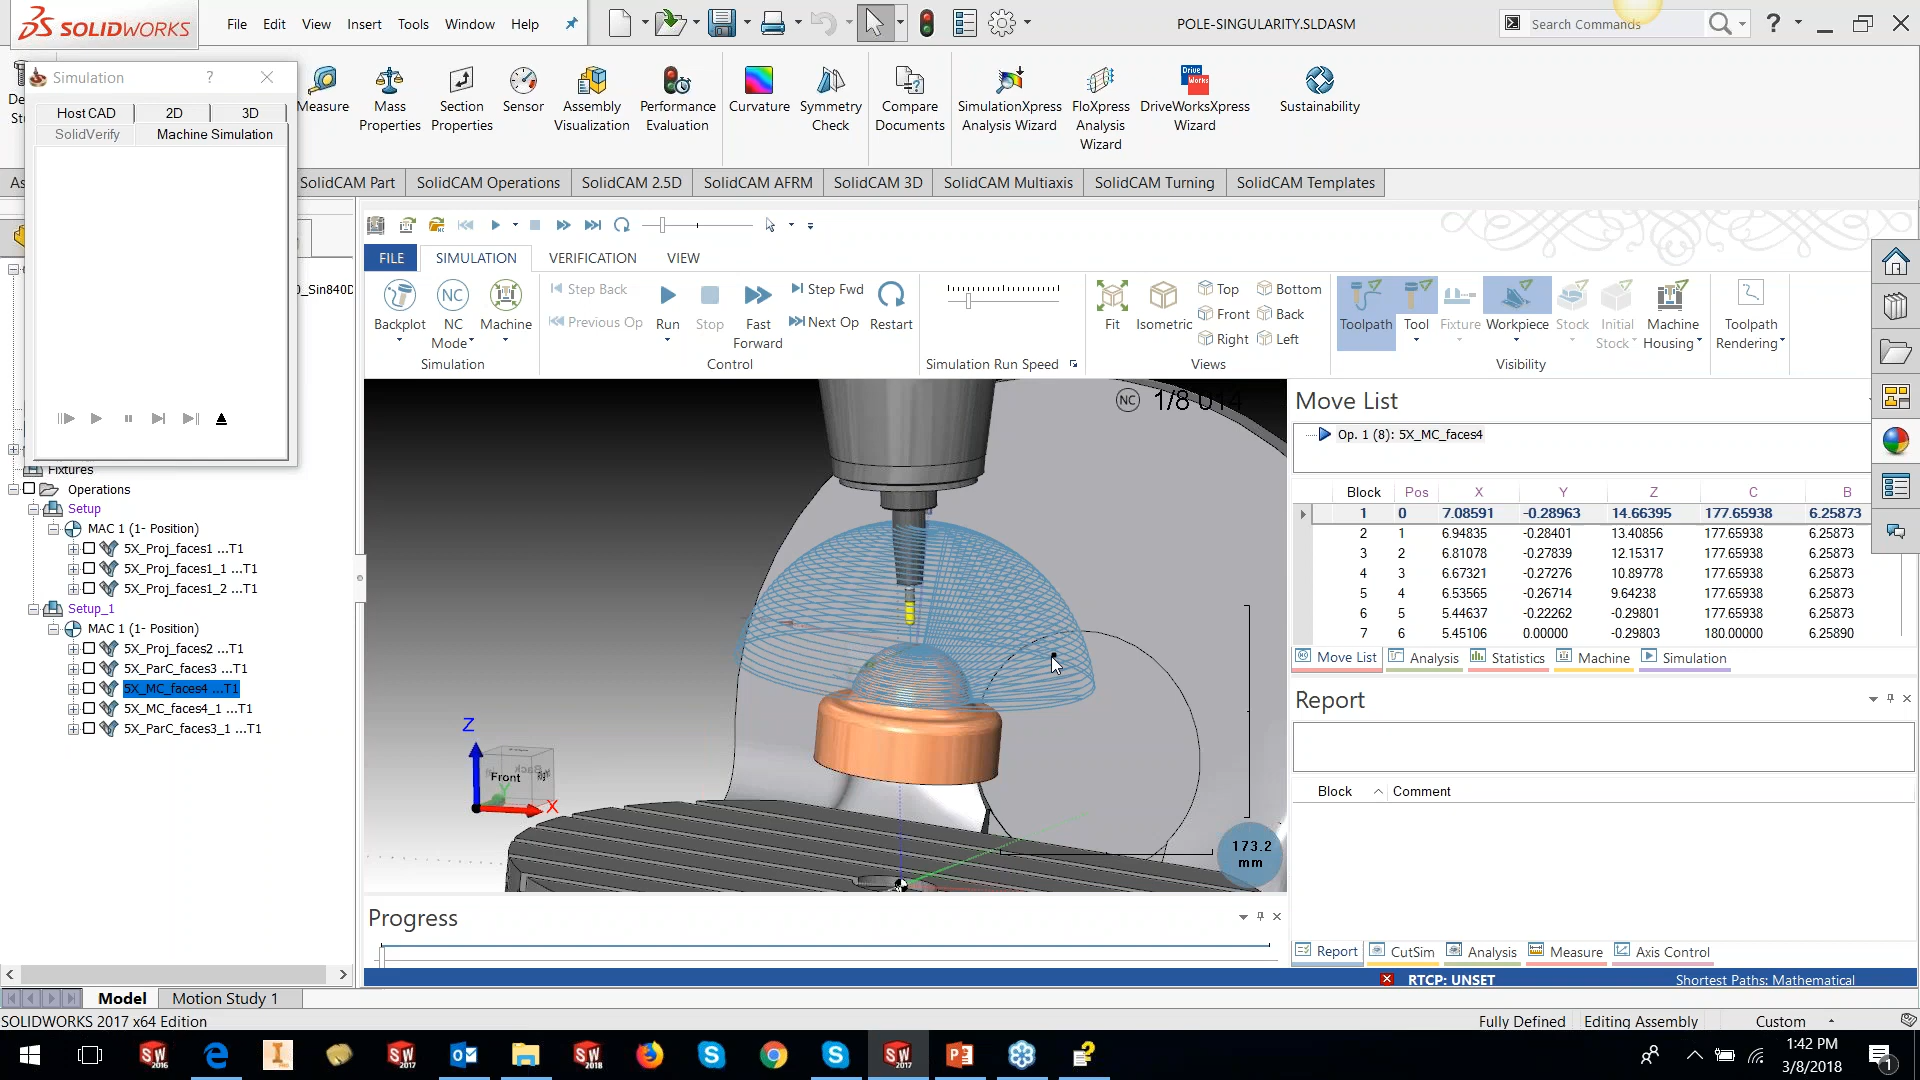 SOLIDWORKS File Edit View Insert Tools Window Help POLE-SINGULARITY.SLDASM Search Commands ?
Simulation ?
HostCAD 2D 3D
SolidVerify Machine Simulation
Measure
Mass Properties
Section Properties
Sensor
Assembly Visualization
Performance Evaluation
Curvature
Symmetry Check
Compare Documents
SimulationXpress Analysis Wizard
FloXpress Analysis Wizard
DriveWorksXpress Wizard
Sustainability
SolidCAM Part SolidCAM Operations SolidCAM 2.5D SolidCAM AFRM SolidCAM 3D SolidCAM Multiaxis SolidCAM Turning SolidCAM Templates
FILE SIMULATION VERIFICATION VIEW
Backplot
NC Mode
Machine
Simulation
Step Back
Previous Op
Run
Stop
Fast Forward
Step Fwd
Next Op
Restart
Control
Simulation Run Speed
Fit
Isometric
Top Bottom
Front Back
Right Left
Views
Toolpath
Tool
Fixture
Workpiece
Stock
Initial Stock
Machine Housing
Visibility
Toolpath Rendering
Fixtures
Operations
Setup
MAC 1 (1- Position)
5X_Proj_faces1 ...T1
5X_Proj_faces1_1 ...T1
5X_Proj_faces1_2 ...T1
Setup_1
MAC 1 (1- Position)
5X_Proj_faces2 ...T1
5X_ParC_faces3 ...T1
5X_MC_faces4 ...T1
5X_MC_faces4_1 ...T1
5X_ParC_faces3_1 ...T1
NC 1/8 014
Z
Front
Back
Y
X
173.2
mm
Move List
Op. 1 (8): 5X_MC_faces4
Block Pos X Y Z C B
1 0 7.08591 -0.28963 14.66395 177.65938 6.25873
2 1 6.94835 -0.28401 13.40856 177.65938 6.25873
3 2 6.81078 -0.27839 12.15317 177.65938 6.25873
4 3 6.67321 -0.27276 10.89778 177.65938 6.25873
5 4 6.53565 -0.26714 9.64238 177.65938 6.25873
6 5 5.44637 -0.22262 -0.29801 177.65938 6.25873
7 6 5.45106 0.00000 -0.29803 180.00000 6.25890
Move List Analysis Statistics Machine Simulation
Report
Block Comment
Report CutSim Analysis Measure Axis Control
Progress
RTCP: UNSET Shortest Paths: Mathematical
Model Motion Study 1
SOLIDWORKS 2017 x64 Edition Fully Defined Editing Assembly Custom
1:42 PM
3/8/2018